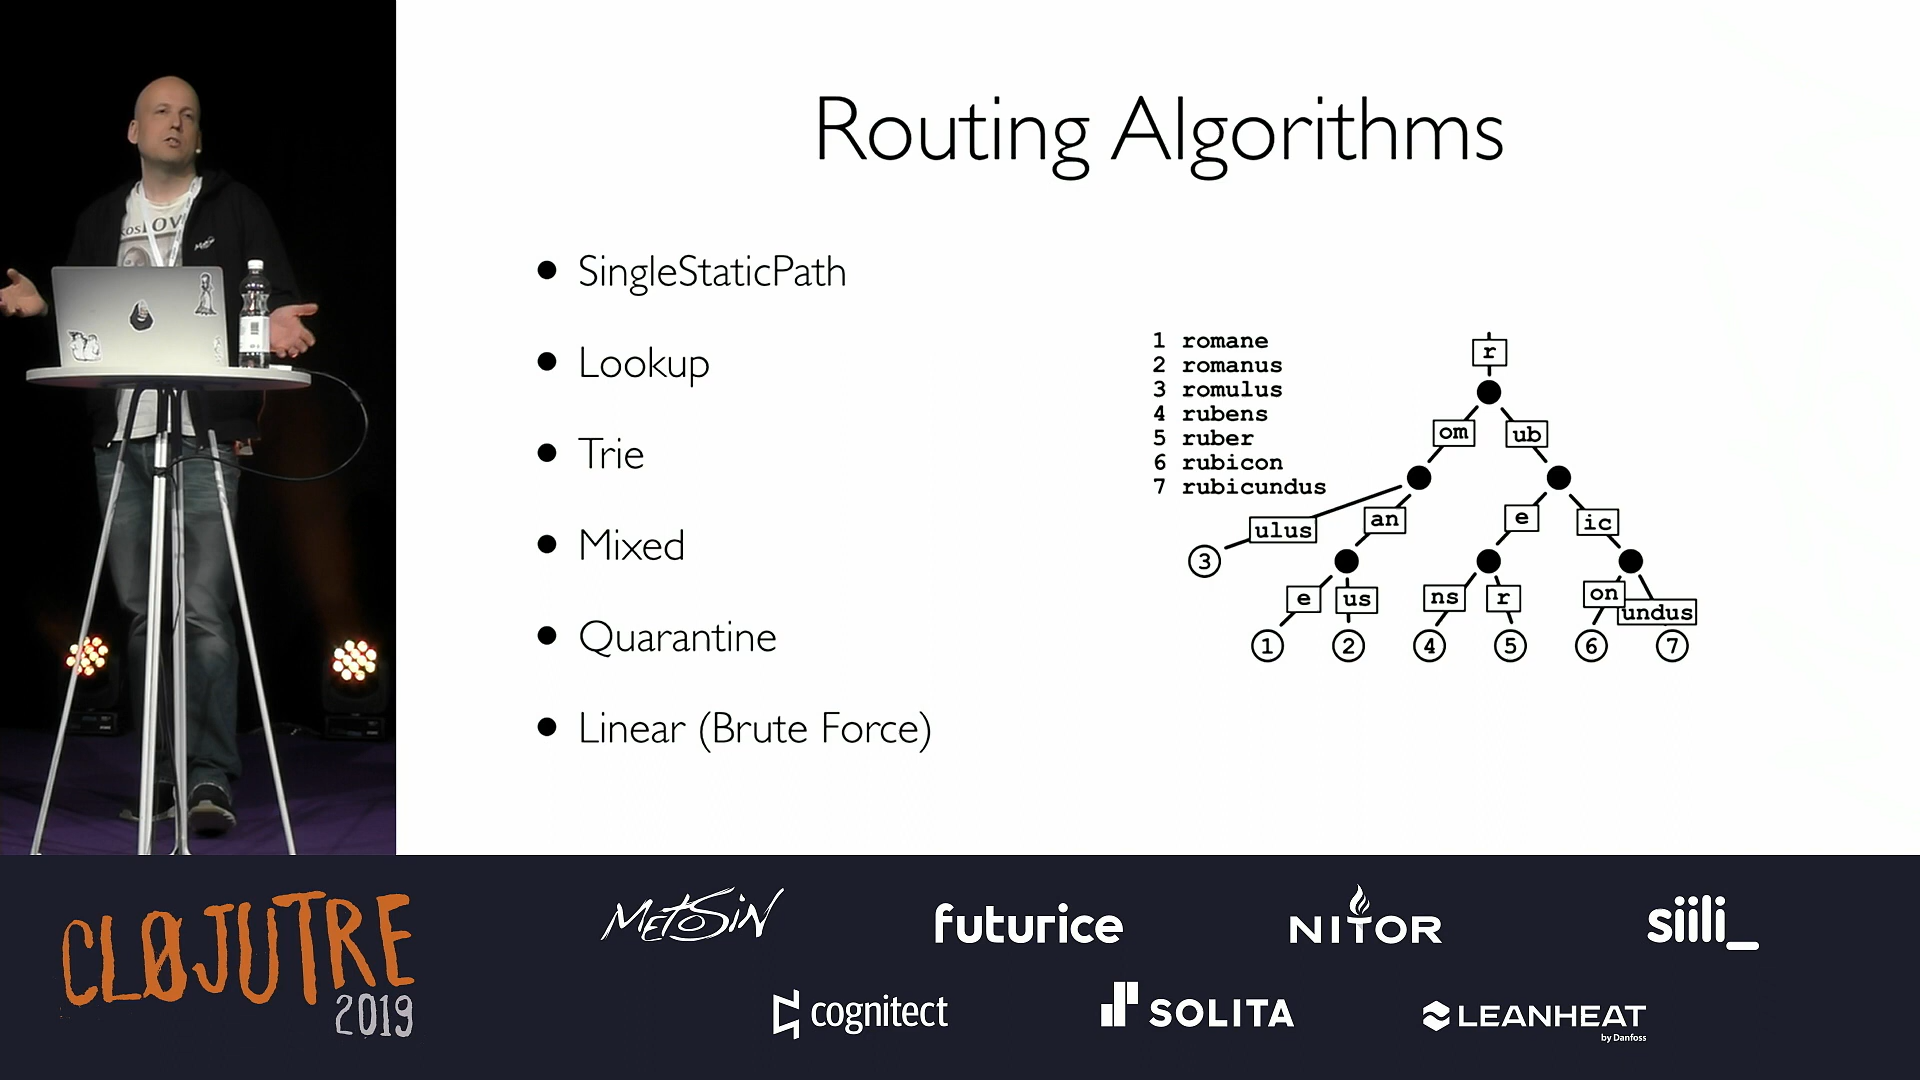 Routing Algorithms
SingleStaticPath
Lookup
Trie
Mixed
Quarantine
Linear (Brute Force)
1 romane
2 romanus
3 romulus
4 rubens
5 ruber
6 rubicon
7 rubicundus
r
om
ub
ulus
an
e
ic
3
e
us
ns
r
on
undus
1
2
4
5
6
7
CLØJUTRE
2019
METOSIN
futurice
NITOR
siili_
cognitect
SOLITA
LEANHEAT
by Danfoss